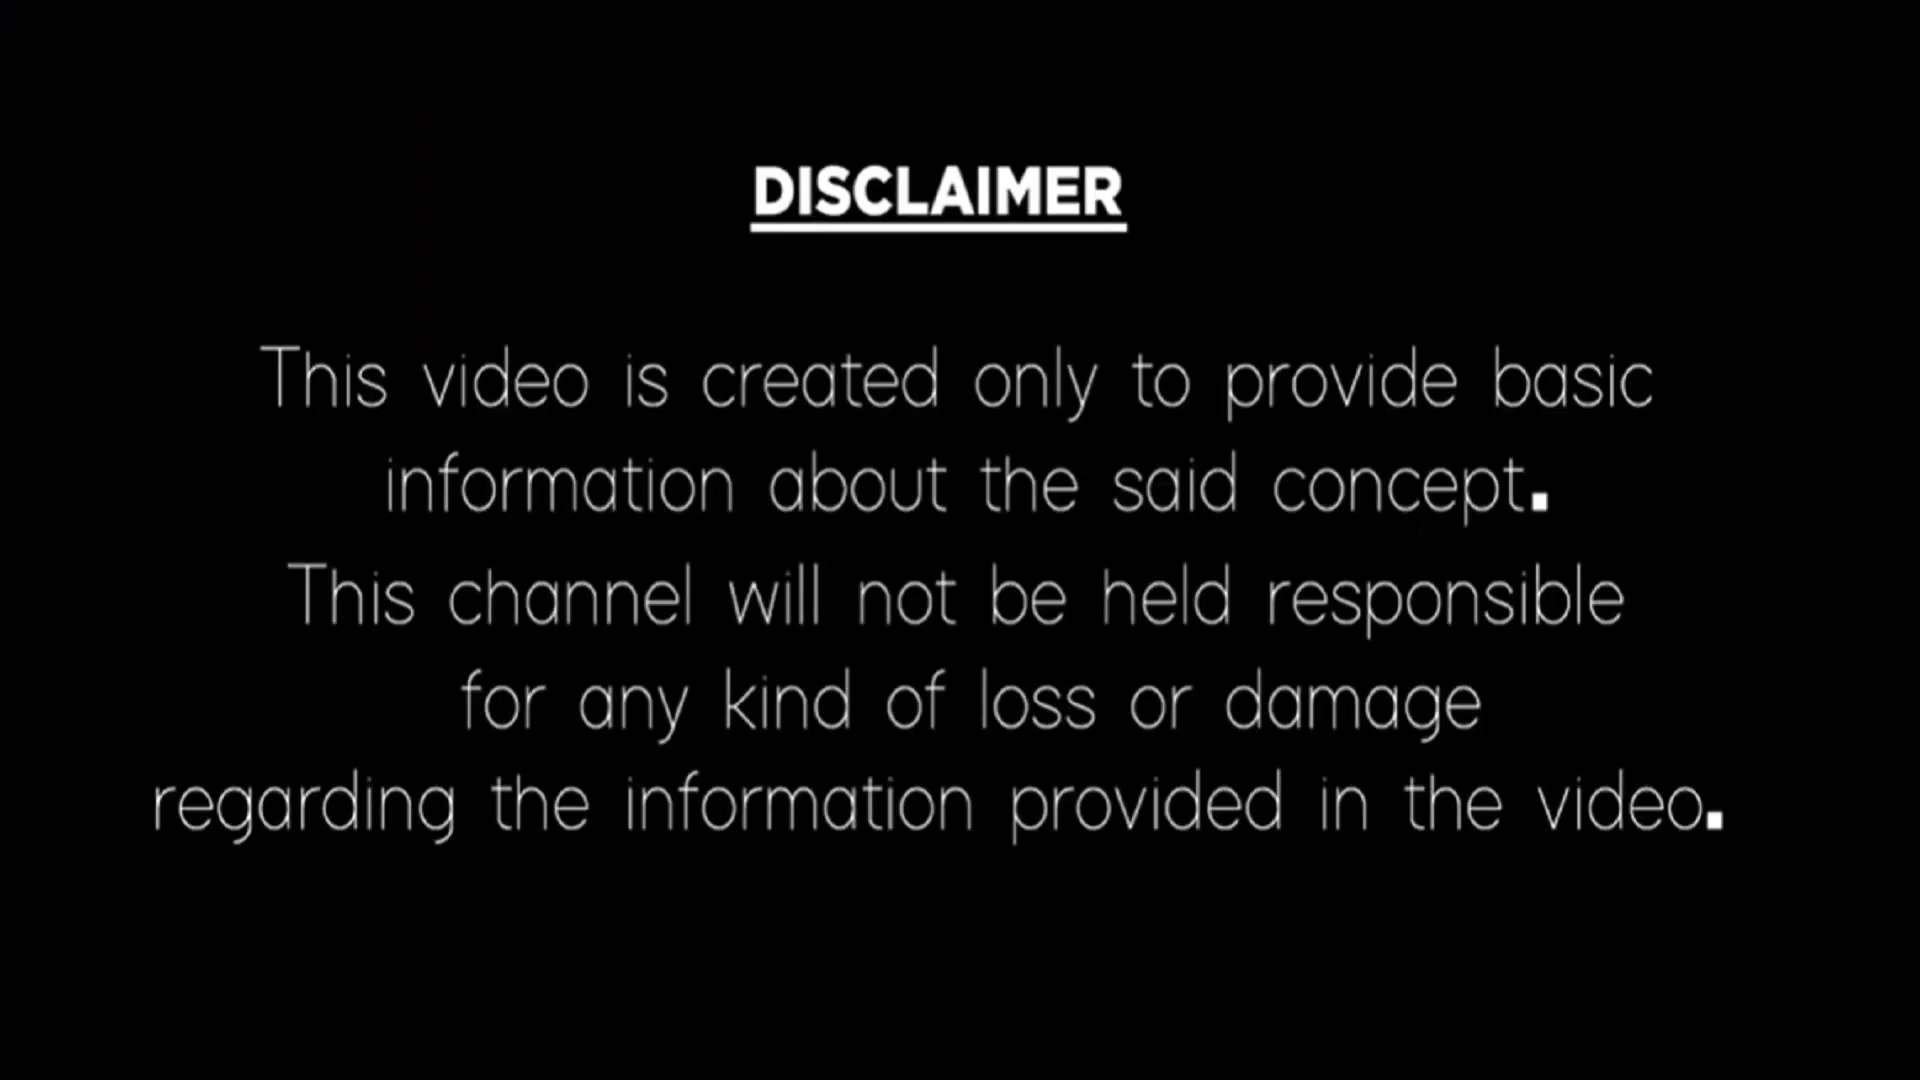 DISCLAIMER
This video is created only to provide basic
information about the said concept.
This channel will not be held responsible
for any kind of loss or damage
regarding the information provided in the video.